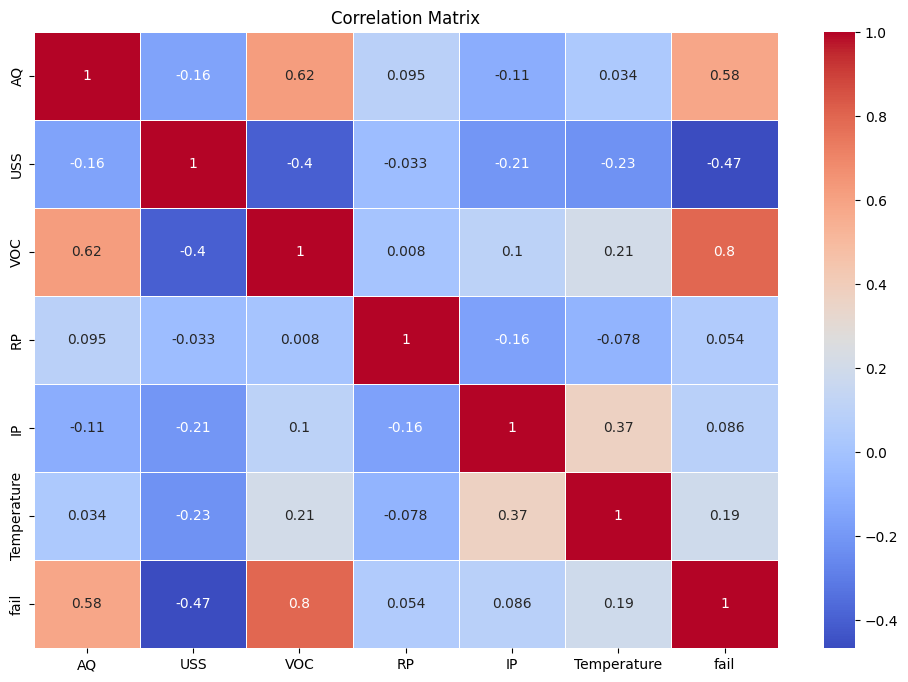 Correlation Matrix
AQ 1 -0.16 0.62 0.095 -0.11 0.034 0.58
USS -0.16 1 -0.4 -0.033 -0.21 -0.23 -0.47
VOC 0.62 -0.4 1 0.008 0.1 0.21 0.8
RP 0.095 -0.033 0.008 1 -0.16 -0.078 0.054
IP -0.11 -0.21 0.1 -0.16 1 0.37 0.086
Temperature 0.034 -0.23 0.21 -0.078 0.37 1 0.19
fail 0.58 -0.47 0.8 0.054 0.086 0.19 1
AQ USS VOC RP IP Temperature fail
1.0
0.8
0.6
0.4
0.2
0.0
−0.2
−0.4